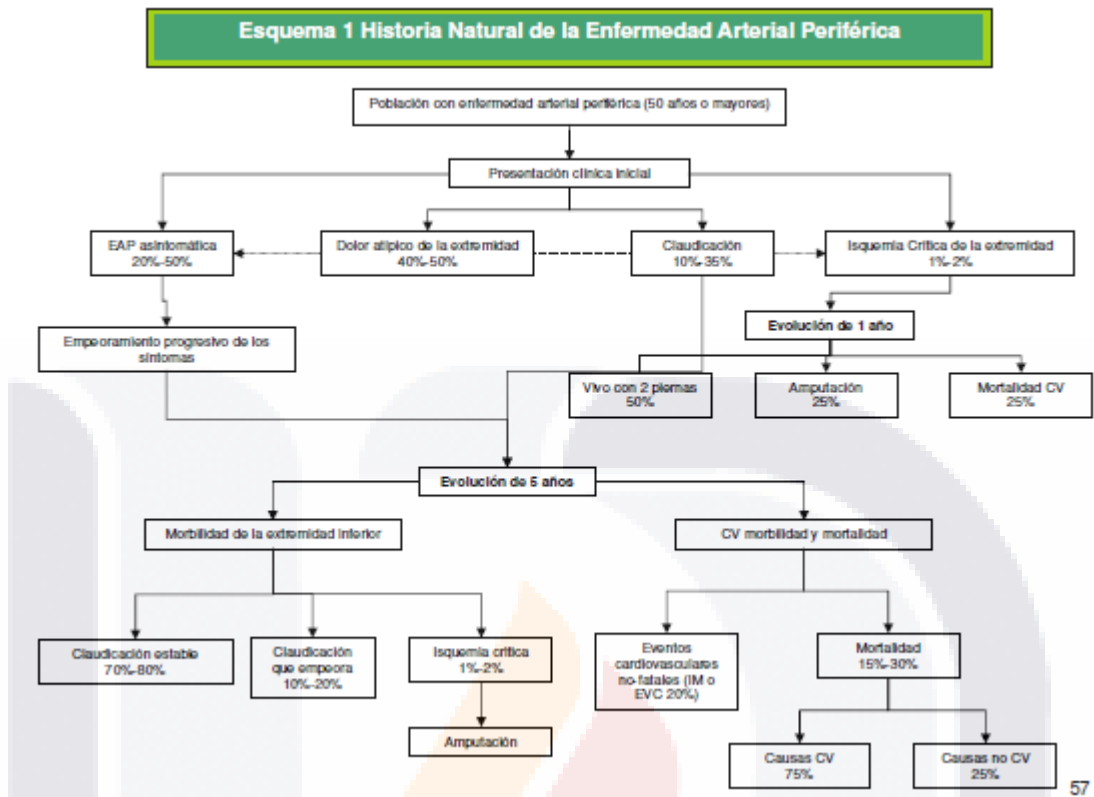 Esquema 1 Historia Natural de la Enfermedad Arterial Periférica
Población con enfermedad arterial periférica (50 años o mayores)
Presentación clínica inicial
EAP asintomática
20%-50%
Dolor atípico de la extremidad
40%-50%
Claudicación
10%-35%
Isquemia Crítica de la extremidad
1%-2%
Empeoramiento progresivo de los
síntomas
Evolución de 1 año
Vivo con 2 piernas
50%
Amputación
25%
Mortalidad CV
25%
Evolución de 5 años
Morbilidad de la extremidad inferior
CV morbilidad y mortalidad
Claudicación estable
70%-80%
Claudicación
que empeora
10%-20%
Isquemia crítica
1%-2%
Eventos
cardiovasculares
no-fatales (IM o
EVC 20%)
Mortalidad
15%-30%
Amputación
Causas CV
75%
Causas no CV
25%
57